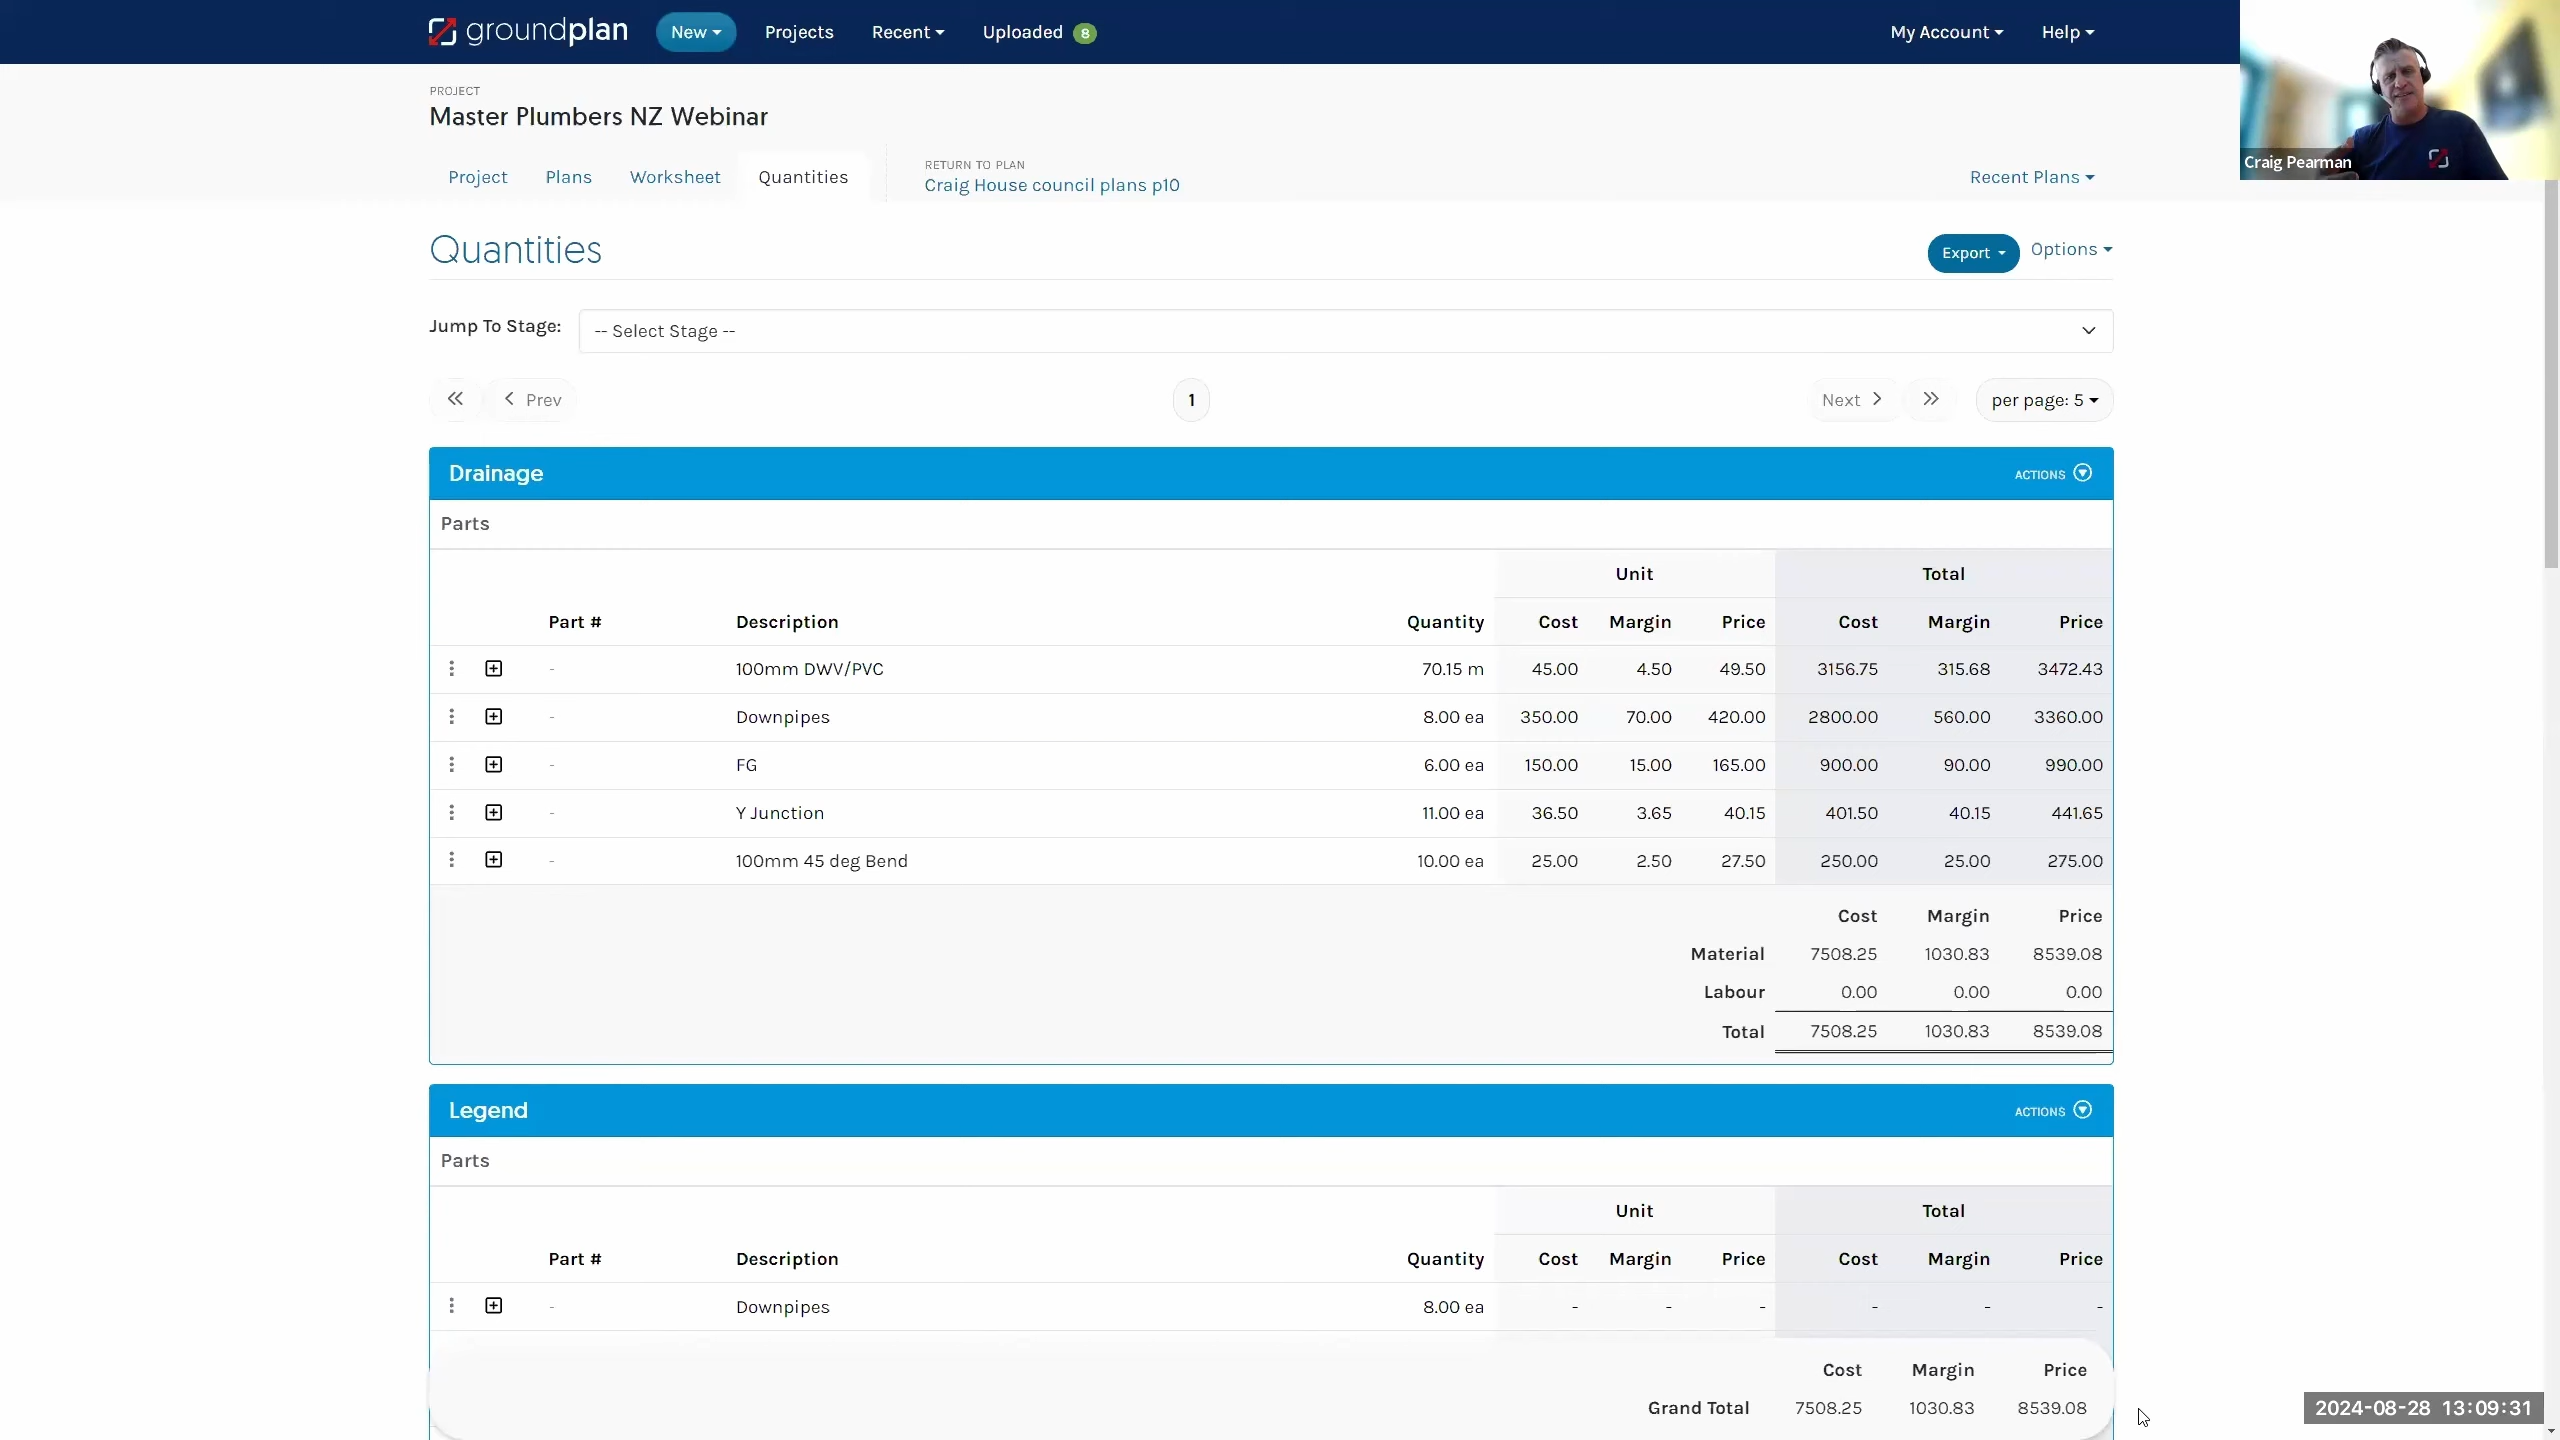 groundplan New Projects Recent Uploaded 8 My Account Help
Craig Pearman
PROJECT
Master Plumbers NZ Webinar
Project Plans Worksheet Quantities RETURN TO PLAN Craig House council plans p10 Recent Plans
Quantities Export Options
Jump To Stage: -- Select Stage --
Prev 1 Next per page: 5
Drainage ACTIONS
Parts
Unit Total
Part # Description Quantity Cost Margin Price Cost Margin Price
- 100mm DWV/PVC 70.15 m 45.00 4.50 49.50 3156.75 315.68 3472.43
- Downpipes 8.00 ea 350.00 70.00 420.00 2800.00 560.00 3360.00
- FG 6.00 ea 150.00 15.00 165.00 900.00 90.00 990.00
- Y Junction 11.00 ea 36.50 3.65 40.15 401.50 40.15 441.65
- 100mm 45 deg Bend 10.00 ea 25.00 2.50 27.50 250.00 25.00 275.00
Cost Margin Price
Material 7508.25 1030.83 8539.08
Labour 0.00 0.00 0.00
Total 7508.25 1030.83 8539.08
Legend ACTIONS
Parts
Unit Total
Part # Description Quantity Cost Margin Price Cost Margin Price
- Downpipes 8.00 ea - - - - - -
Cost Margin Price
Grand Total 7508.25 1030.83 8539.08
2024-08-28 13:09:31